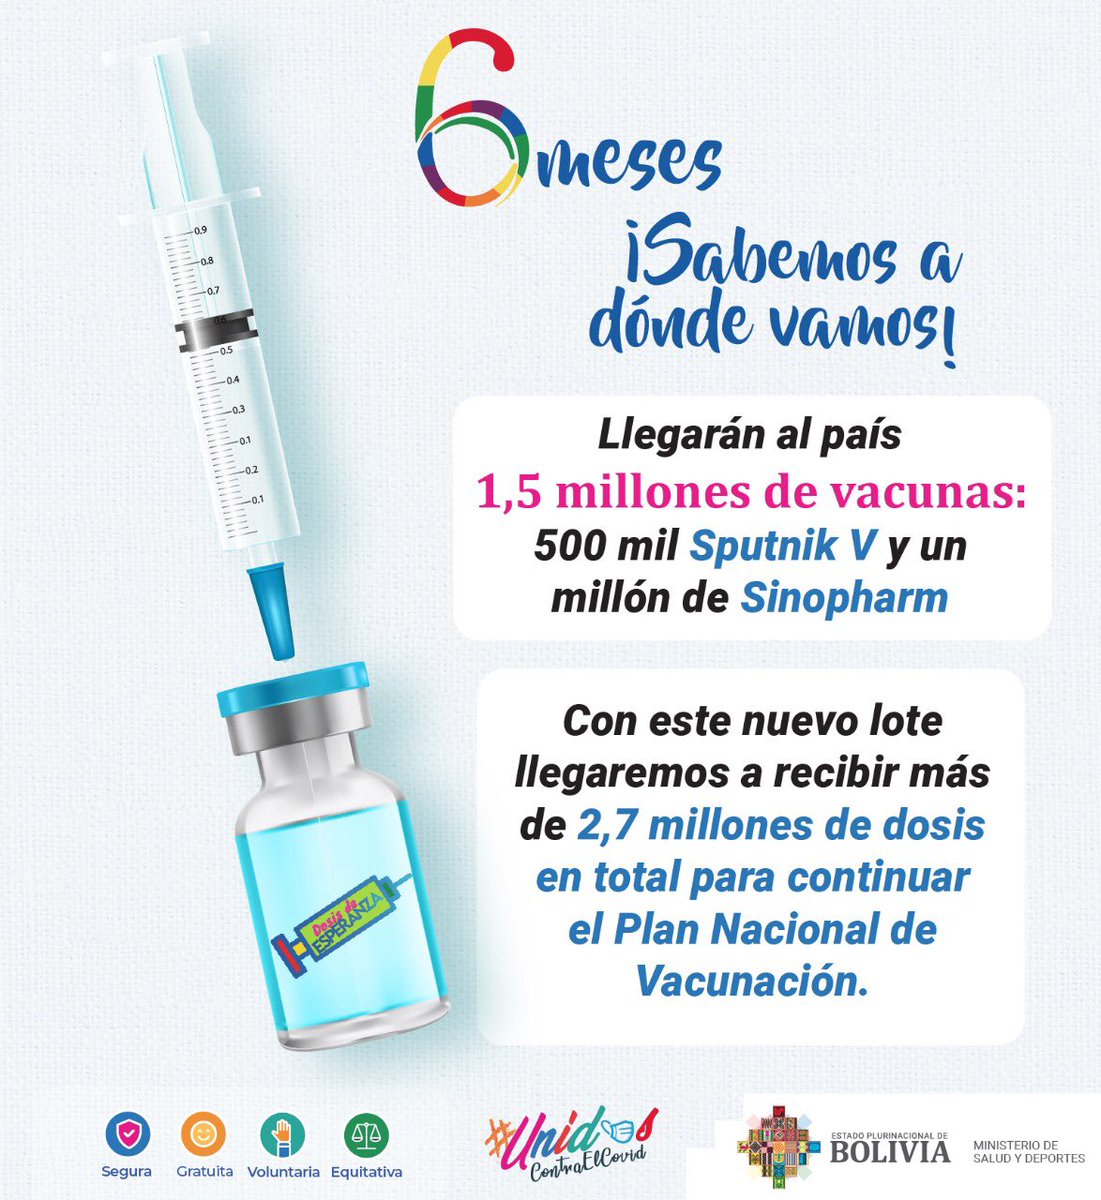 6 meses
¡Sabemos a
dónde vamos!
0.9
0.8
0.7
0.6
0.5
0.4
0.3
0.1
0.2
0.1
Llegarán al país
1,5 millones de vacunas:
500 mil Sputnik V y un
millón de Sinopharm
Con este nuevo lote
llegaremos a recibir más
de 2,7 millones de dosis
en total para continuar
el Plan Nacional de
Vacunación.
Dosis de
ESPERANZA
Segura
Gratuita
Voluntaria
Equitativa
#Unidos
ContraElCovid
ESTADO PLURINACIONAL DE
BOLIVIA
MINISTERIO DE
SALUD Y DEPORTES